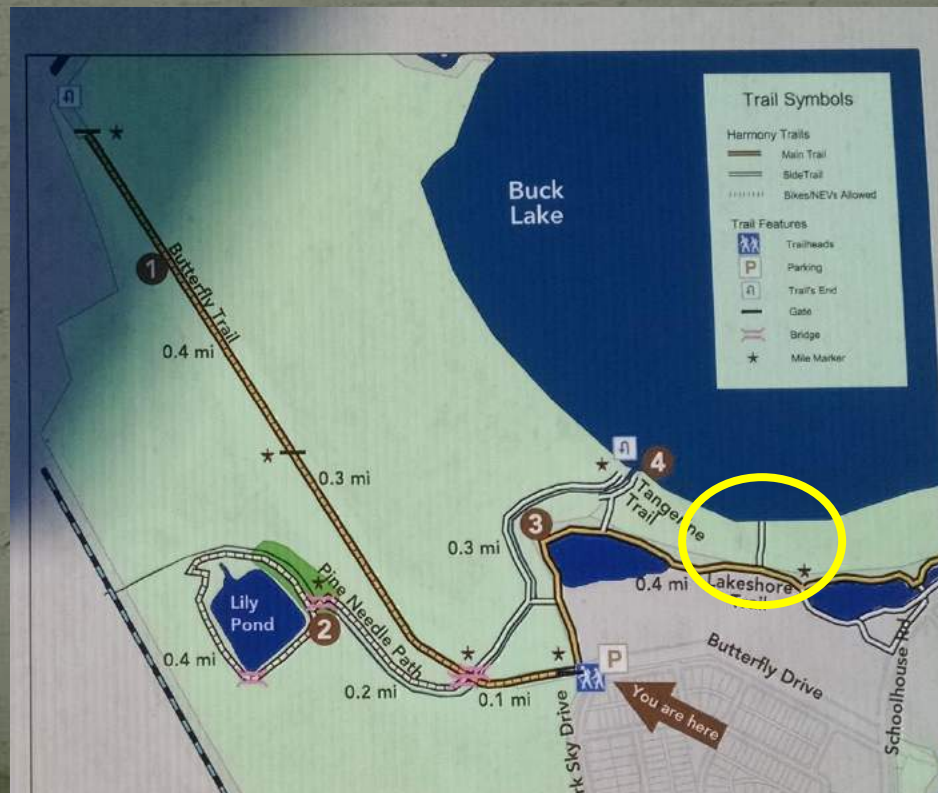 Trail Symbols
Harmony Trails
Main Trail
SideTrail
Bikes/NEVs Allowed
Trail Features
Trailheads
P
Parking
Trail's End
Gate
Bridge
Mile Marker
Buck
Lake
1
Butterfly Trail
0.4 mi
0.3 mi
4
Tangerine
Trail
3
0.3 mi
0.4 mi
Lakeshore
Trail
Pine Needle Path
Lily
Pond
2
0.4 mi
0.2 mi
0.1 mi
P
You are here
Butterfly Drive
Schoolhouse Rd
rk Sky Drive